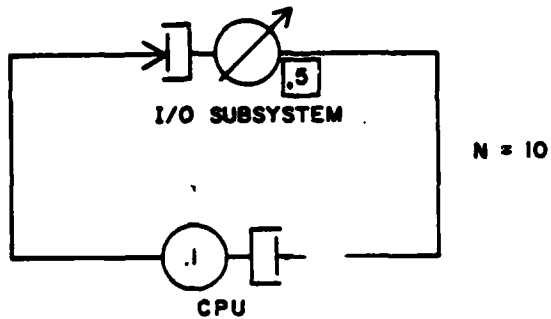 .5
I/O SUBSYSTEM
N = 10
.1
CPU